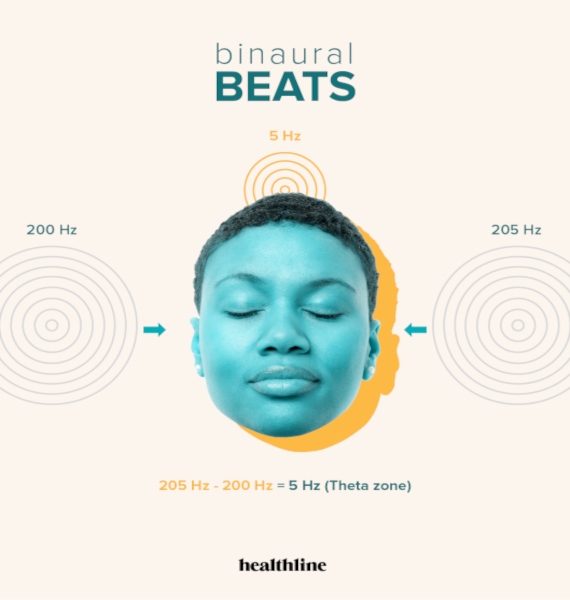 binaural
BEATS
5 Hz
200 Hz
205 Hz
205 Hz - 200 Hz = 5 Hz (Theta zone)
healthline